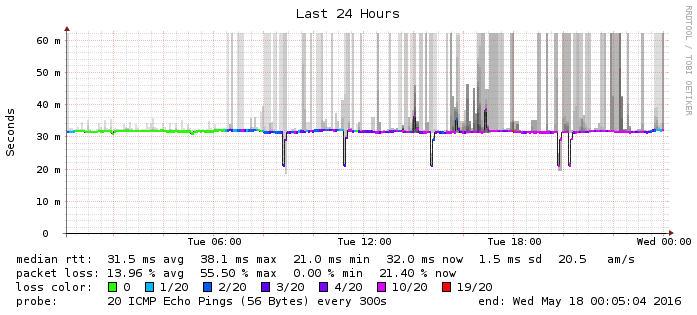 Last 24 Hours
RRDTOOL / TOBI OETIKER
Seconds
60 m
50 m
40 m
30 m
20 m
10 m
0
Tue 06:00 Tue 12:00 Tue 18:00 Wed 00:00
median rtt: 31.5 ms avg 38.1 ms max 21.0 ms min 32.0 ms now 1.5 ms sd 20.5 am/s
packet loss: 13.96 % avg 55.50 % max 0.00 % min 21.40 % now
loss color: 0 1/20 2/20 3/20 4/20 10/20 19/20
probe: 20 ICMP Echo Pings (56 Bytes) every 300s end: Wed May 18 00:05:04 2016